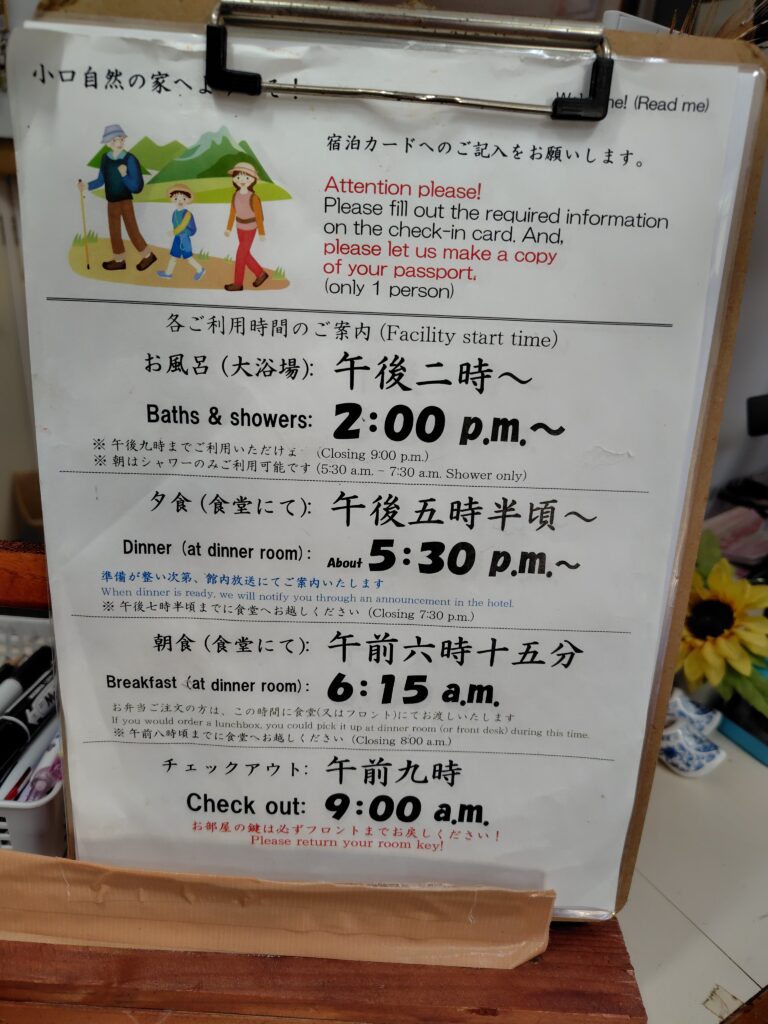 小口自然の家へ
! (Read me)
宿泊カードへのご記入をお願いします。
Attention please!
Please fill out the required information
on the check-in card. And,
please let us make a copy
of your passport.
(only 1 person)
各ご利用時間のご案内 (Facility start time)
お風呂 (大浴場): 午後二時～
Baths & showers: 2:00 p.m.～
※ 午後九時までご利用いただけ (Closing 9:00 p.m.)
※ 朝はシャワーのみご利用可能です (5:30 a.m. – 7:30 a.m. Shower only)
夕食 (食堂にて): 午後五時半頃～
Dinner (at dinner room): About 5:30 p.m.～
準備が整い次第、館内放送にてご案内いたします
When dinner is ready, we will notify you through an announcement in the hotel.
※ 午後七時半頃までに食堂へお越しください (Closing 7:30 p.m.)
朝食 (食堂にて): 午前六時十五分
Breakfast (at dinner room): 6:15 a.m.
お弁当ご注文の方は、この時間に食堂(又はフロント)にてお渡しいたします
If you would order a lunchbox, you could pick it up at dinner room (or front desk) during this time.
※ 午前八時頃までに食堂へお越しください (Closing 8:00 a.m.)
チェックアウト: 午前九時
Check out: 9:00 a.m.
お部屋の鍵は必ずフロントまでお戻しください！
Please return your room key!